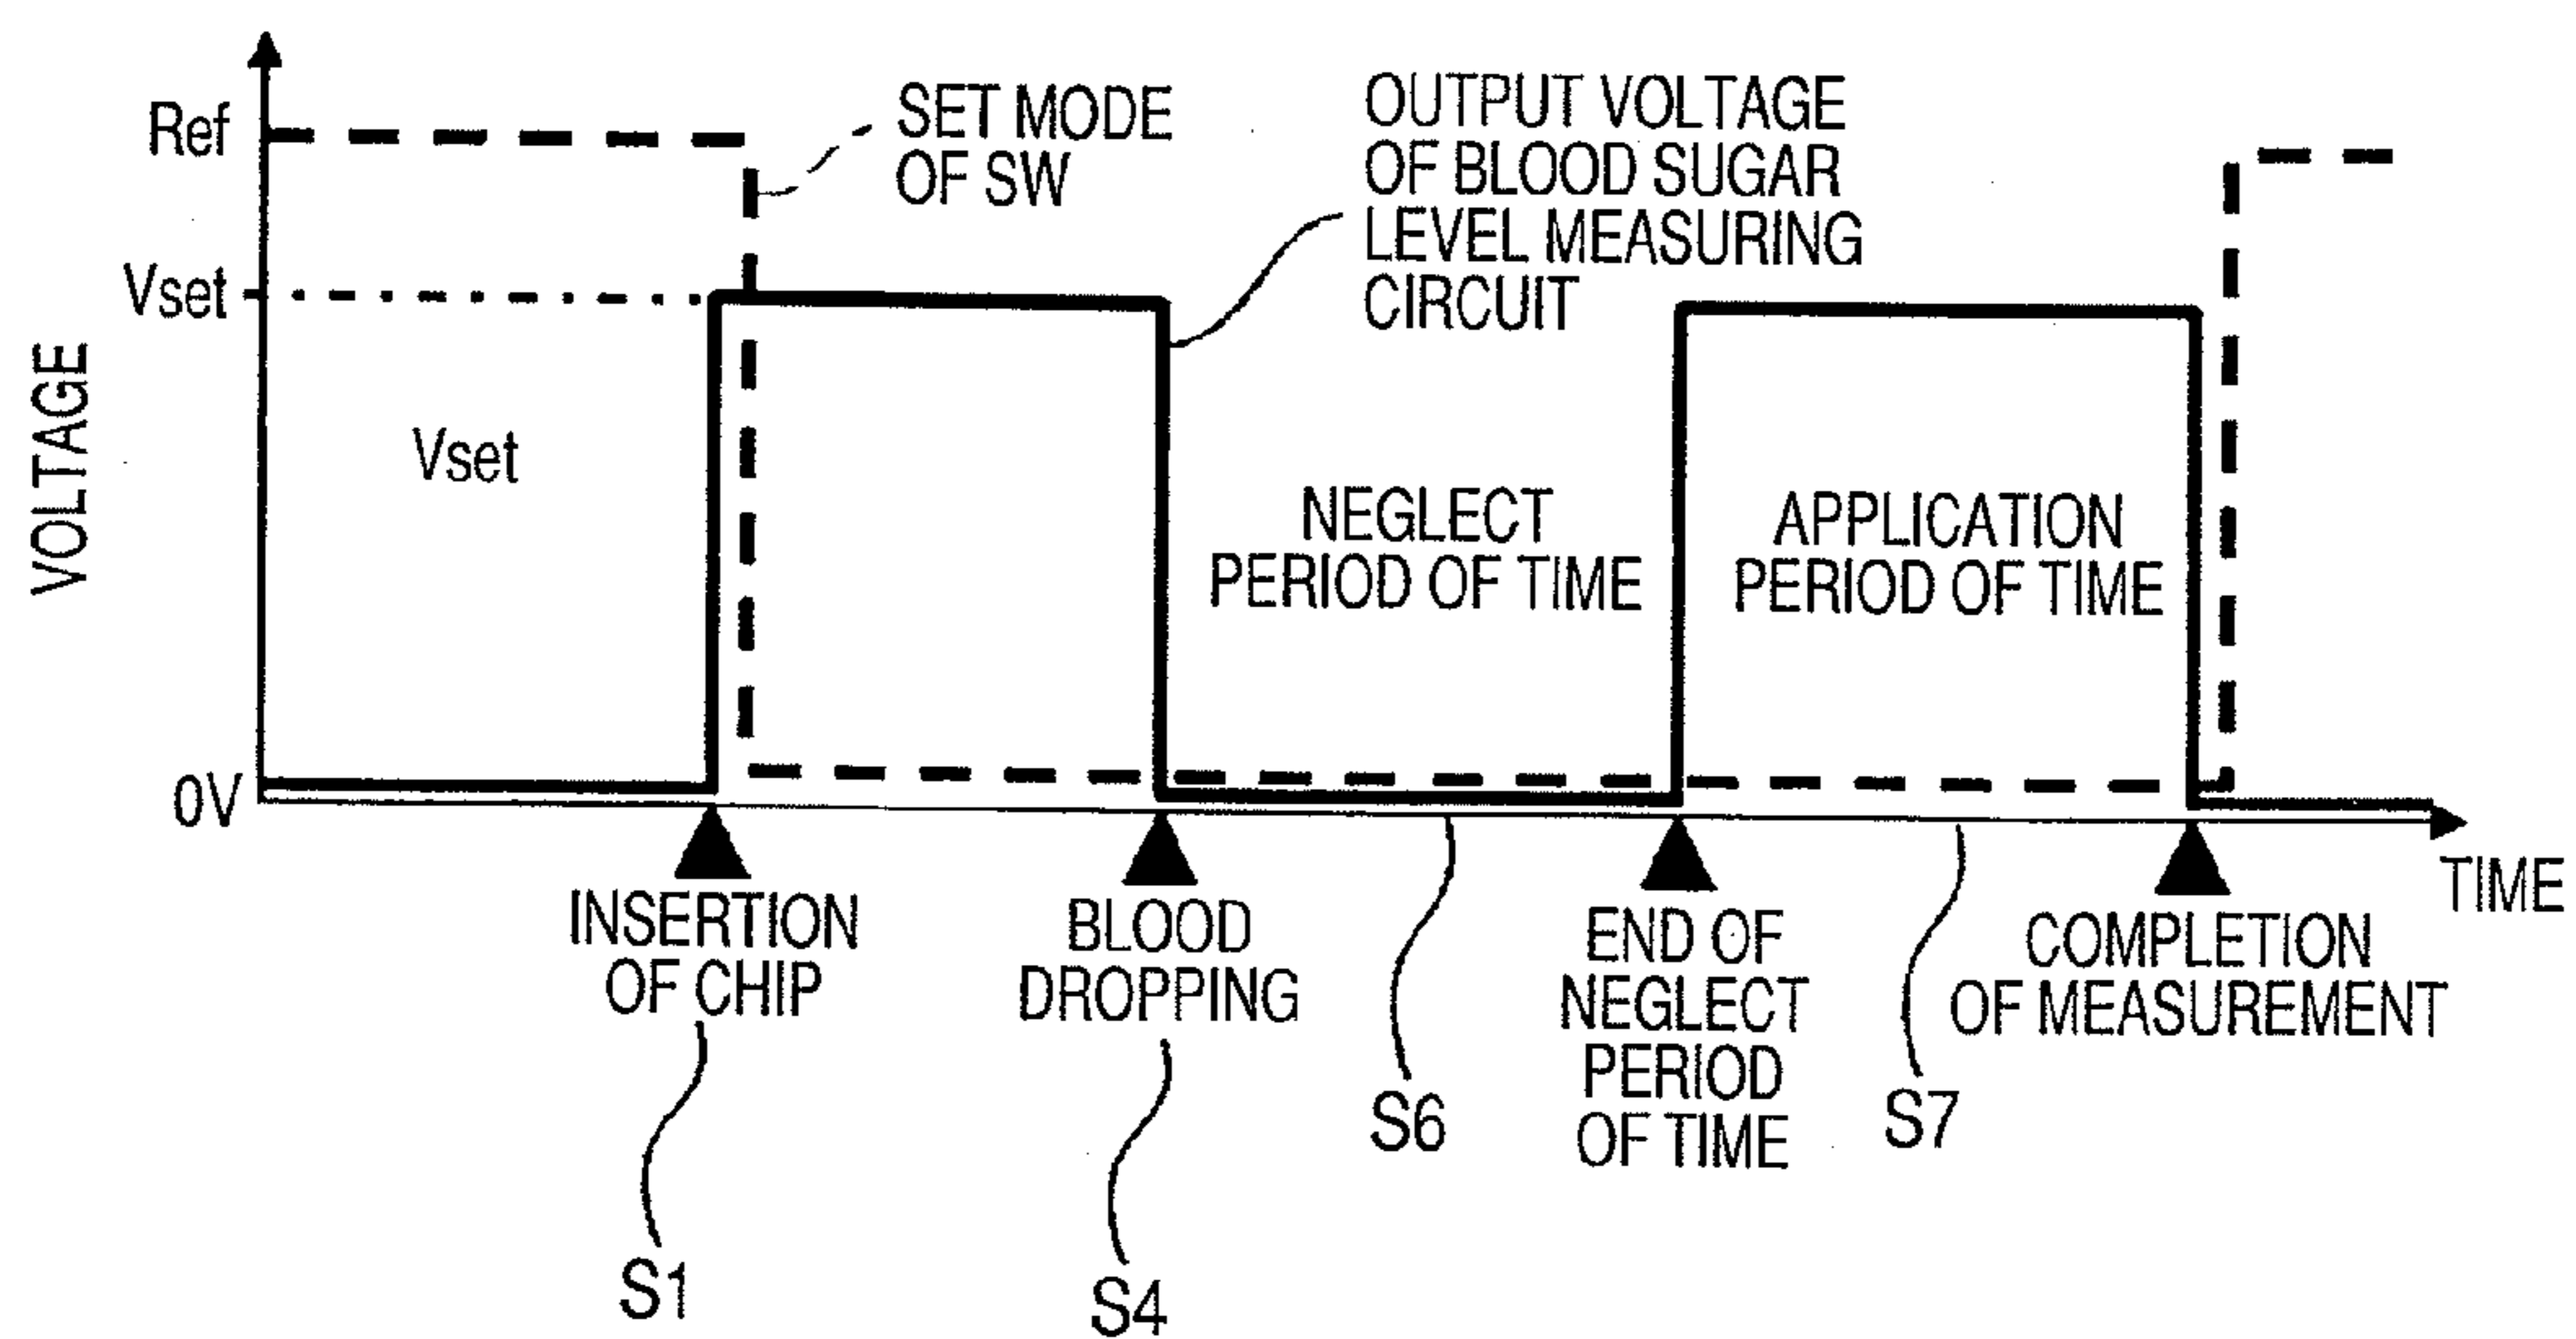 Ref
SET MODE
OF SW
OUTPUT VOLTAGE
OF BLOOD SUGAR
LEVEL MEASURING
CIRCUIT
Vset
VOLTAGE
Vset
NEGLECT
PERIOD OF TIME
APPLICATION
PERIOD OF TIME
0V
TIME
INSERTION
OF CHIP
BLOOD
DROPPING
END OF
NEGLECT
PERIOD
OF TIME
COMPLETION
OF MEASUREMENT
S1
S4
S6
S7